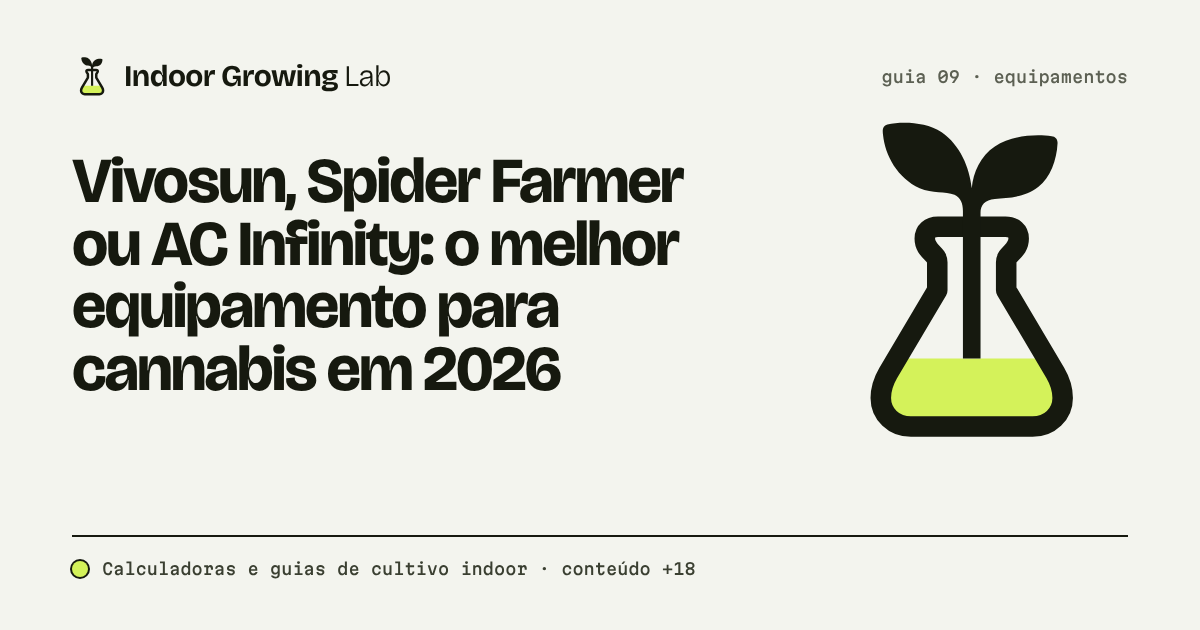 Indoor Growing Lab
guia 09 · equipamentos
Vivosun, Spider Farmer
ou AC Infinity: o melhor
equipamento para
cannabis em 2026
Calculadoras e guias de cultivo indoor · conteúdo +18